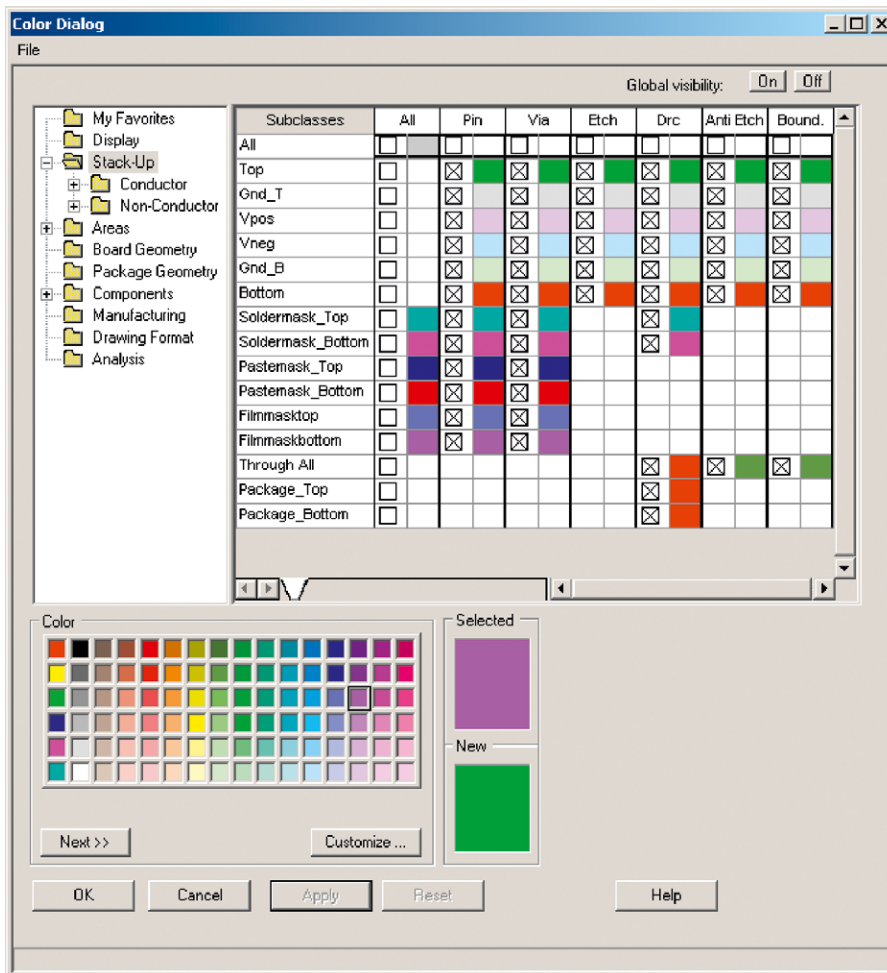 Color Dialog
File
Global visibility: On Off
My Favorites
Display
Stack-Up
Conductor
Non-Conductor
Areas
Board Geometry
Package Geometry
Components
Manufacturing
Drawing Format
Analysis
Subclasses All Pin Via Etch Drc Anti Etch Bound.
All
Top
Gnd_T
Vpos
Vneg
Gnd_B
Bottom
Soldermask_Top
Soldermask_Bottom
Pastemask_Top
Pastemask_Bottom
Filmmasktop
Filmmaskbottom
Through All
Package_Top
Package_Bottom
Color
Selected
New
Next >> Customize ...
OK Cancel Apply Reset Help